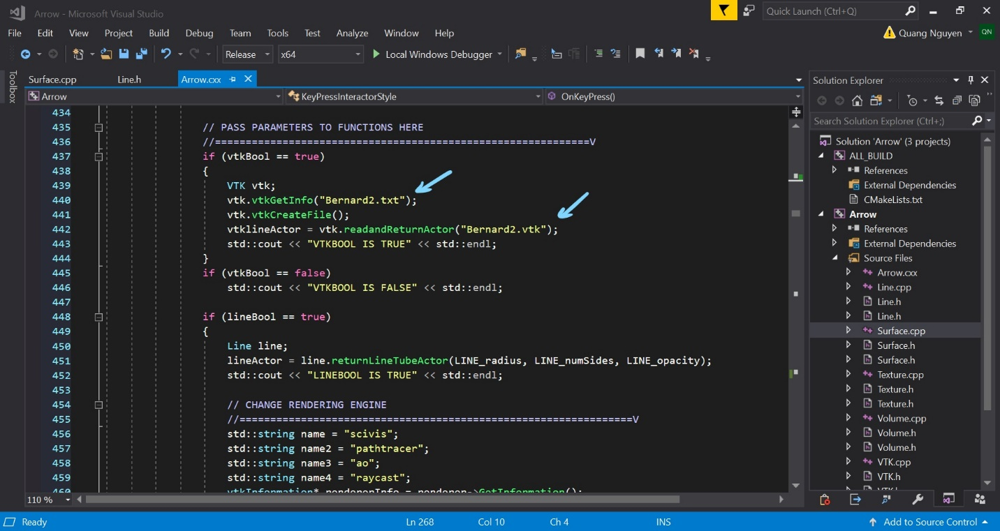 Arrow - Microsoft Visual Studio
Quick Launch (Ctrl+Q)
File Edit View Project Build Debug Team Tools Test Analyze Window Help
Quang Nguyen QN
Release x64 Local Windows Debugger
Toolbox
Surface.cpp Line.h Arrow.cxx
Arrow KeyPressInteractorStyle OnKeyPress()
434
435 // PASS PARAMETERS TO FUNCTIONS HERE
436 //=============================================================V
437 if (vtkBool == true)
438 {
439 VTK vtk;
440 vtk.vtkGetInfo("Bernard2.txt");
441 vtk.vtkCreateFile();
442 vtklineActor = vtk.readandReturnActor("Bernard2.vtk");
443 std::cout << "VTKBOOL IS TRUE" << std::endl;
444 }
445 if (vtkBool == false)
446 std::cout << "VTKBOOL IS FALSE" << std::endl;
447
448 if (lineBool == true)
449 {
450 Line line;
451 lineActor = line.returnLineTubeActor(LINE_radius, LINE_numSides, LINE_opacity);
452 std::cout << "LINEBOOL IS TRUE" << std::endl;
453
454 // CHANGE RENDERING ENGINE
455 //================================================================V
456 std::string name = "scivis";
457 std::string name2 = "pathtracer";
458 std::string name3 = "ao";
459 std::string name4 = "raycast";
460 vtkInformation* rendererInfo = renderer->GetInformation();
110 %
Solution Explorer
Search Solution Explorer (Ctrl+;)
Solution 'Arrow' (3 projects)
ALL_BUILD
References
External Dependencies
CMakeLists.txt
Arrow
References
External Dependencies
Source Files
Arrow.cxx
Line.cpp
Line.h
Line.h
Surface.cpp
Surface.h
Surface.h
Texture.cpp
Texture.h
Texture.h
Volume.cpp
Volume.h
Volume.h
VTK.cpp
VTK.h
VTK.h
Ready Ln 268 Col 10 Ch 4 INS Add to Source Control